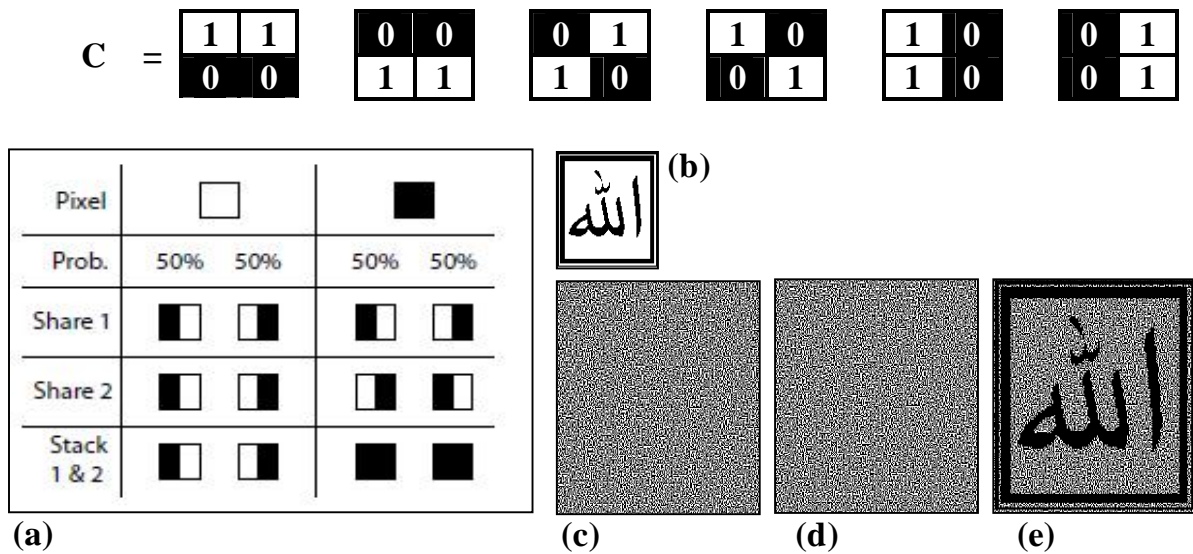 C = 1 1 0 0 0 1 1 0 1 0 0 1
0 0 1 1 1 0 0 1 1 0 0 1
Pixel
Prob. 50% 50% 50% 50%
Share 1
Share 2
Stack
1 & 2
(a)
(b)
الله
(c)
(d)
(e)
الله